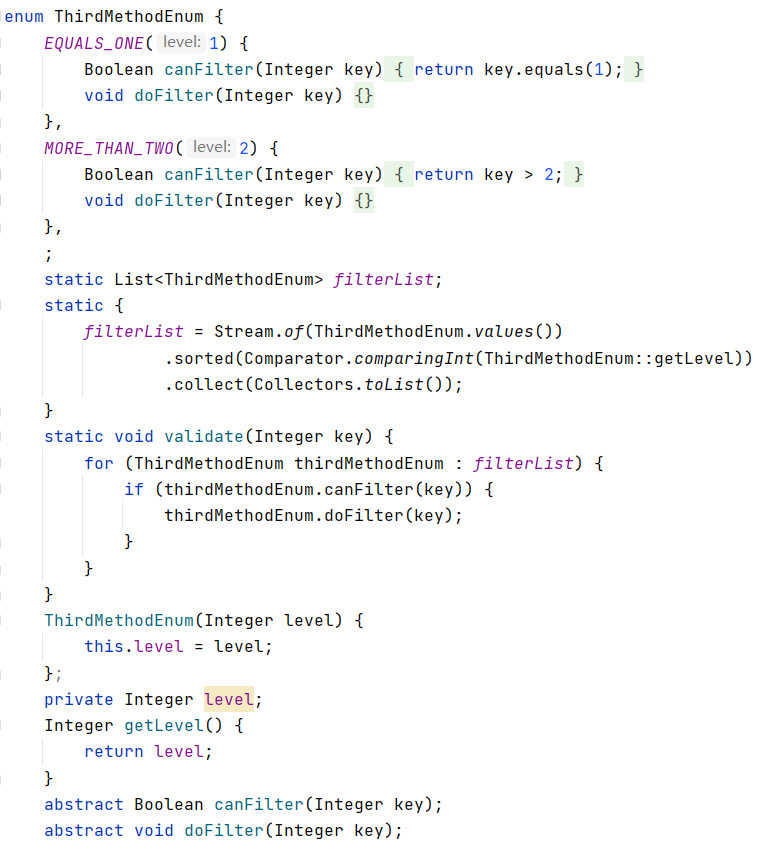 enum ThirdMethodEnum {
    EQUALS_ONE( level: 1) {
        Boolean canFilter(Integer key) { return key.equals(1); }
        void doFilter(Integer key) {}
    },
    MORE_THAN_TWO( level: 2) {
        Boolean canFilter(Integer key) { return key > 2; }
        void doFilter(Integer key) {}
    },
    ;
    static List<ThirdMethodEnum> filterList;
    static {
        filterList = Stream.of(ThirdMethodEnum.values())
                .sorted(Comparator.comparingInt(ThirdMethodEnum::getLevel))
                .collect(Collectors.toList());
    }
    static void validate(Integer key) {
        for (ThirdMethodEnum thirdMethodEnum : filterList) {
            if (thirdMethodEnum.canFilter(key)) {
                thirdMethodEnum.doFilter(key);
            }
        }
    }
    ThirdMethodEnum(Integer level) {
        this.level = level;
    };
    private Integer level;
    Integer getLevel() {
        return level;
    }
    abstract Boolean canFilter(Integer key);
    abstract void doFilter(Integer key);